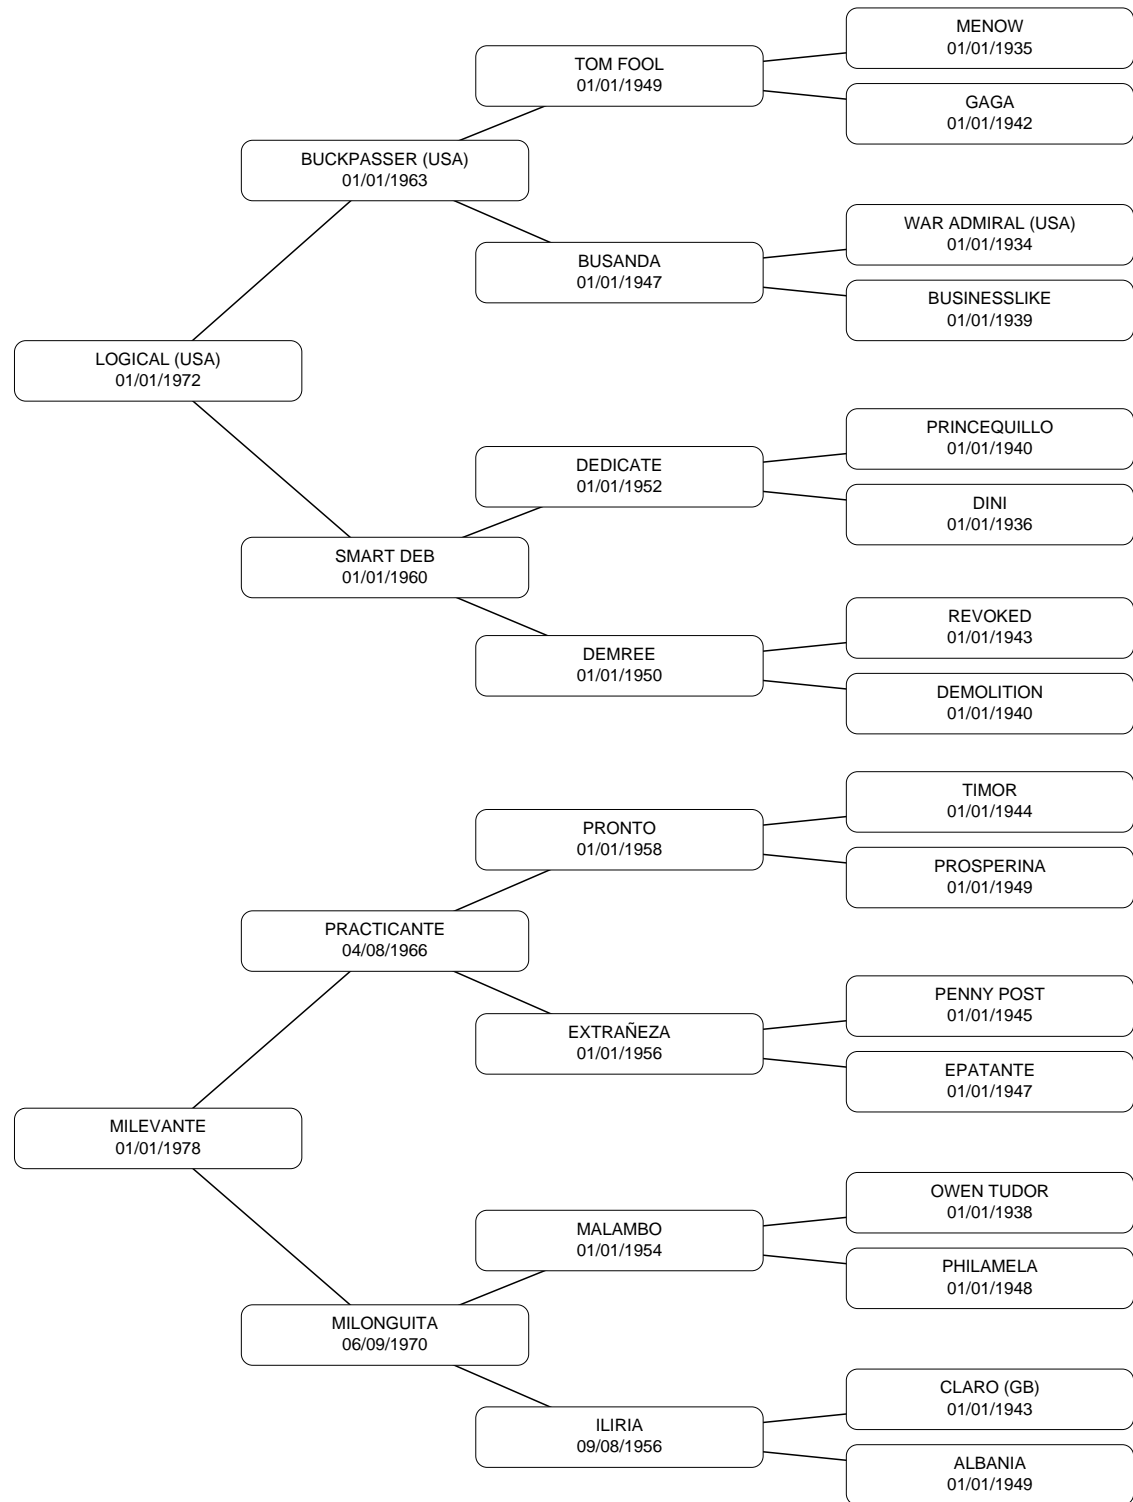 MENOW
01/01/1935
TOM FOOL
01/01/1949
GAGA
01/01/1942
BUCKPASSER (USA)
01/01/1963
WAR ADMIRAL (USA)
01/01/1934
BUSANDA
01/01/1947
BUSINESSLIKE
01/01/1939
LOGICAL (USA)
01/01/1972
PRINCEQUILLO
01/01/1940
DEDICATE
01/01/1952
DINI
01/01/1936
SMART DEB
01/01/1960
REVOKED
01/01/1943
DEMREE
01/01/1950
DEMOLITION
01/01/1940
TIMOR
01/01/1944
PRONTO
01/01/1958
PROSPERINA
01/01/1949
PRACTICANTE
04/08/1966
PENNY POST
01/01/1945
EXTRAÑEZA
01/01/1956
EPATANTE
01/01/1947
MILEVANTE
01/01/1978
OWEN TUDOR
01/01/1938
MALAMBO
01/01/1954
PHILAMELA
01/01/1948
MILONGUITA
06/09/1970
CLARO (GB)
01/01/1943
ILIRIA
09/08/1956
ALBANIA
01/01/1949